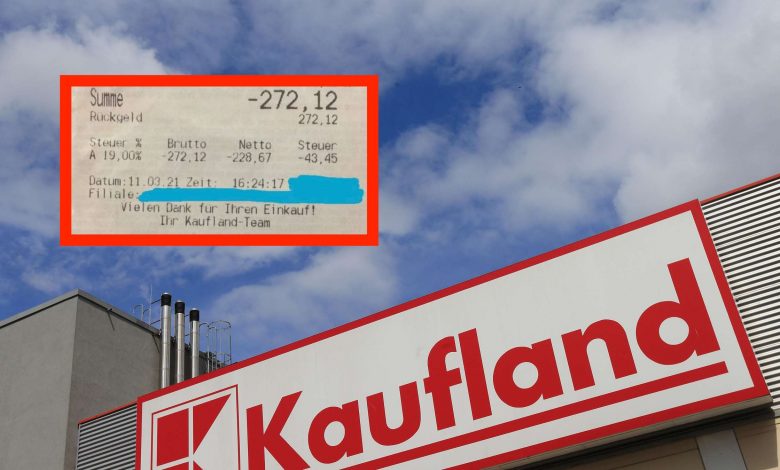 Summe -272,12
Rückgeld 272,12
Steuer % Brutto Netto Steuer
A 19,00% -272,12 -228,67 -43,45
Datum:11.03.21 Zeit: 16:24:17
Filiale:
Vielen Dank für Ihren Einkauf!
Ihr Kaufland-Team
Kaufland